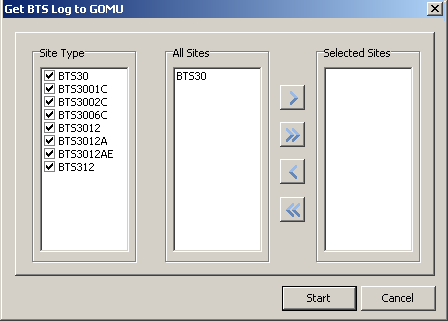 Get BTS Log to GOMU
Site Type
All Sites
Selected Sites
BTS30
BTS3001C
BTS3002C
BTS3006C
BTS3012
BTS3012A
BTS3012AE
BTS312
BTS30
Start
Cancel